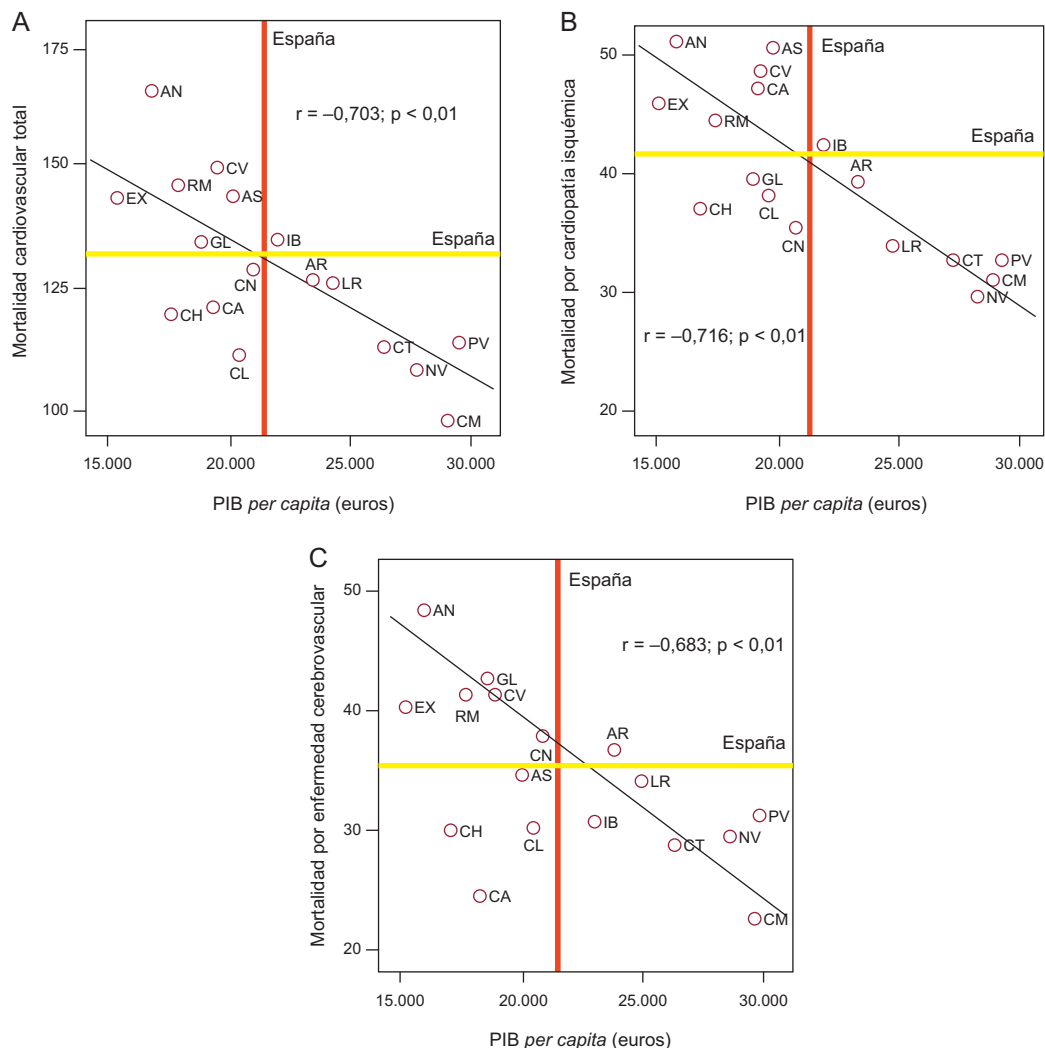 A
Mortalidad cardiovascular total
175
150
125
100
España
r = –0,703; p < 0,01
AN
CV
RM
AS
EX
GL
IB
España
CN
AR
LR
CH
CA
CL
CT
PV
NV
CM
15.000 20.000 25.000 30.000
PIB per capita (euros)
B
Mortalidad por cardiopatía isquémica
50
40
30
20
AN
AS
España
CV
CA
EX
RM
IB
España
GL
AR
CH
CL
CN
LR
CT
PV
CM
NV
r = –0,716; p < 0,01
15.000 20.000 25.000 30.000
PIB per capita (euros)
C
Mortalidad por enfermedad cerebrovascular
50
40
30
20
España
AN
r = –0,683; p < 0,01
GL
CV
EX
RM
CN
AR
España
AS
LR
CH
CL
IB
PV
NV
CT
CA
CM
15.000 20.000 25.000 30.000
PIB per capita (euros)